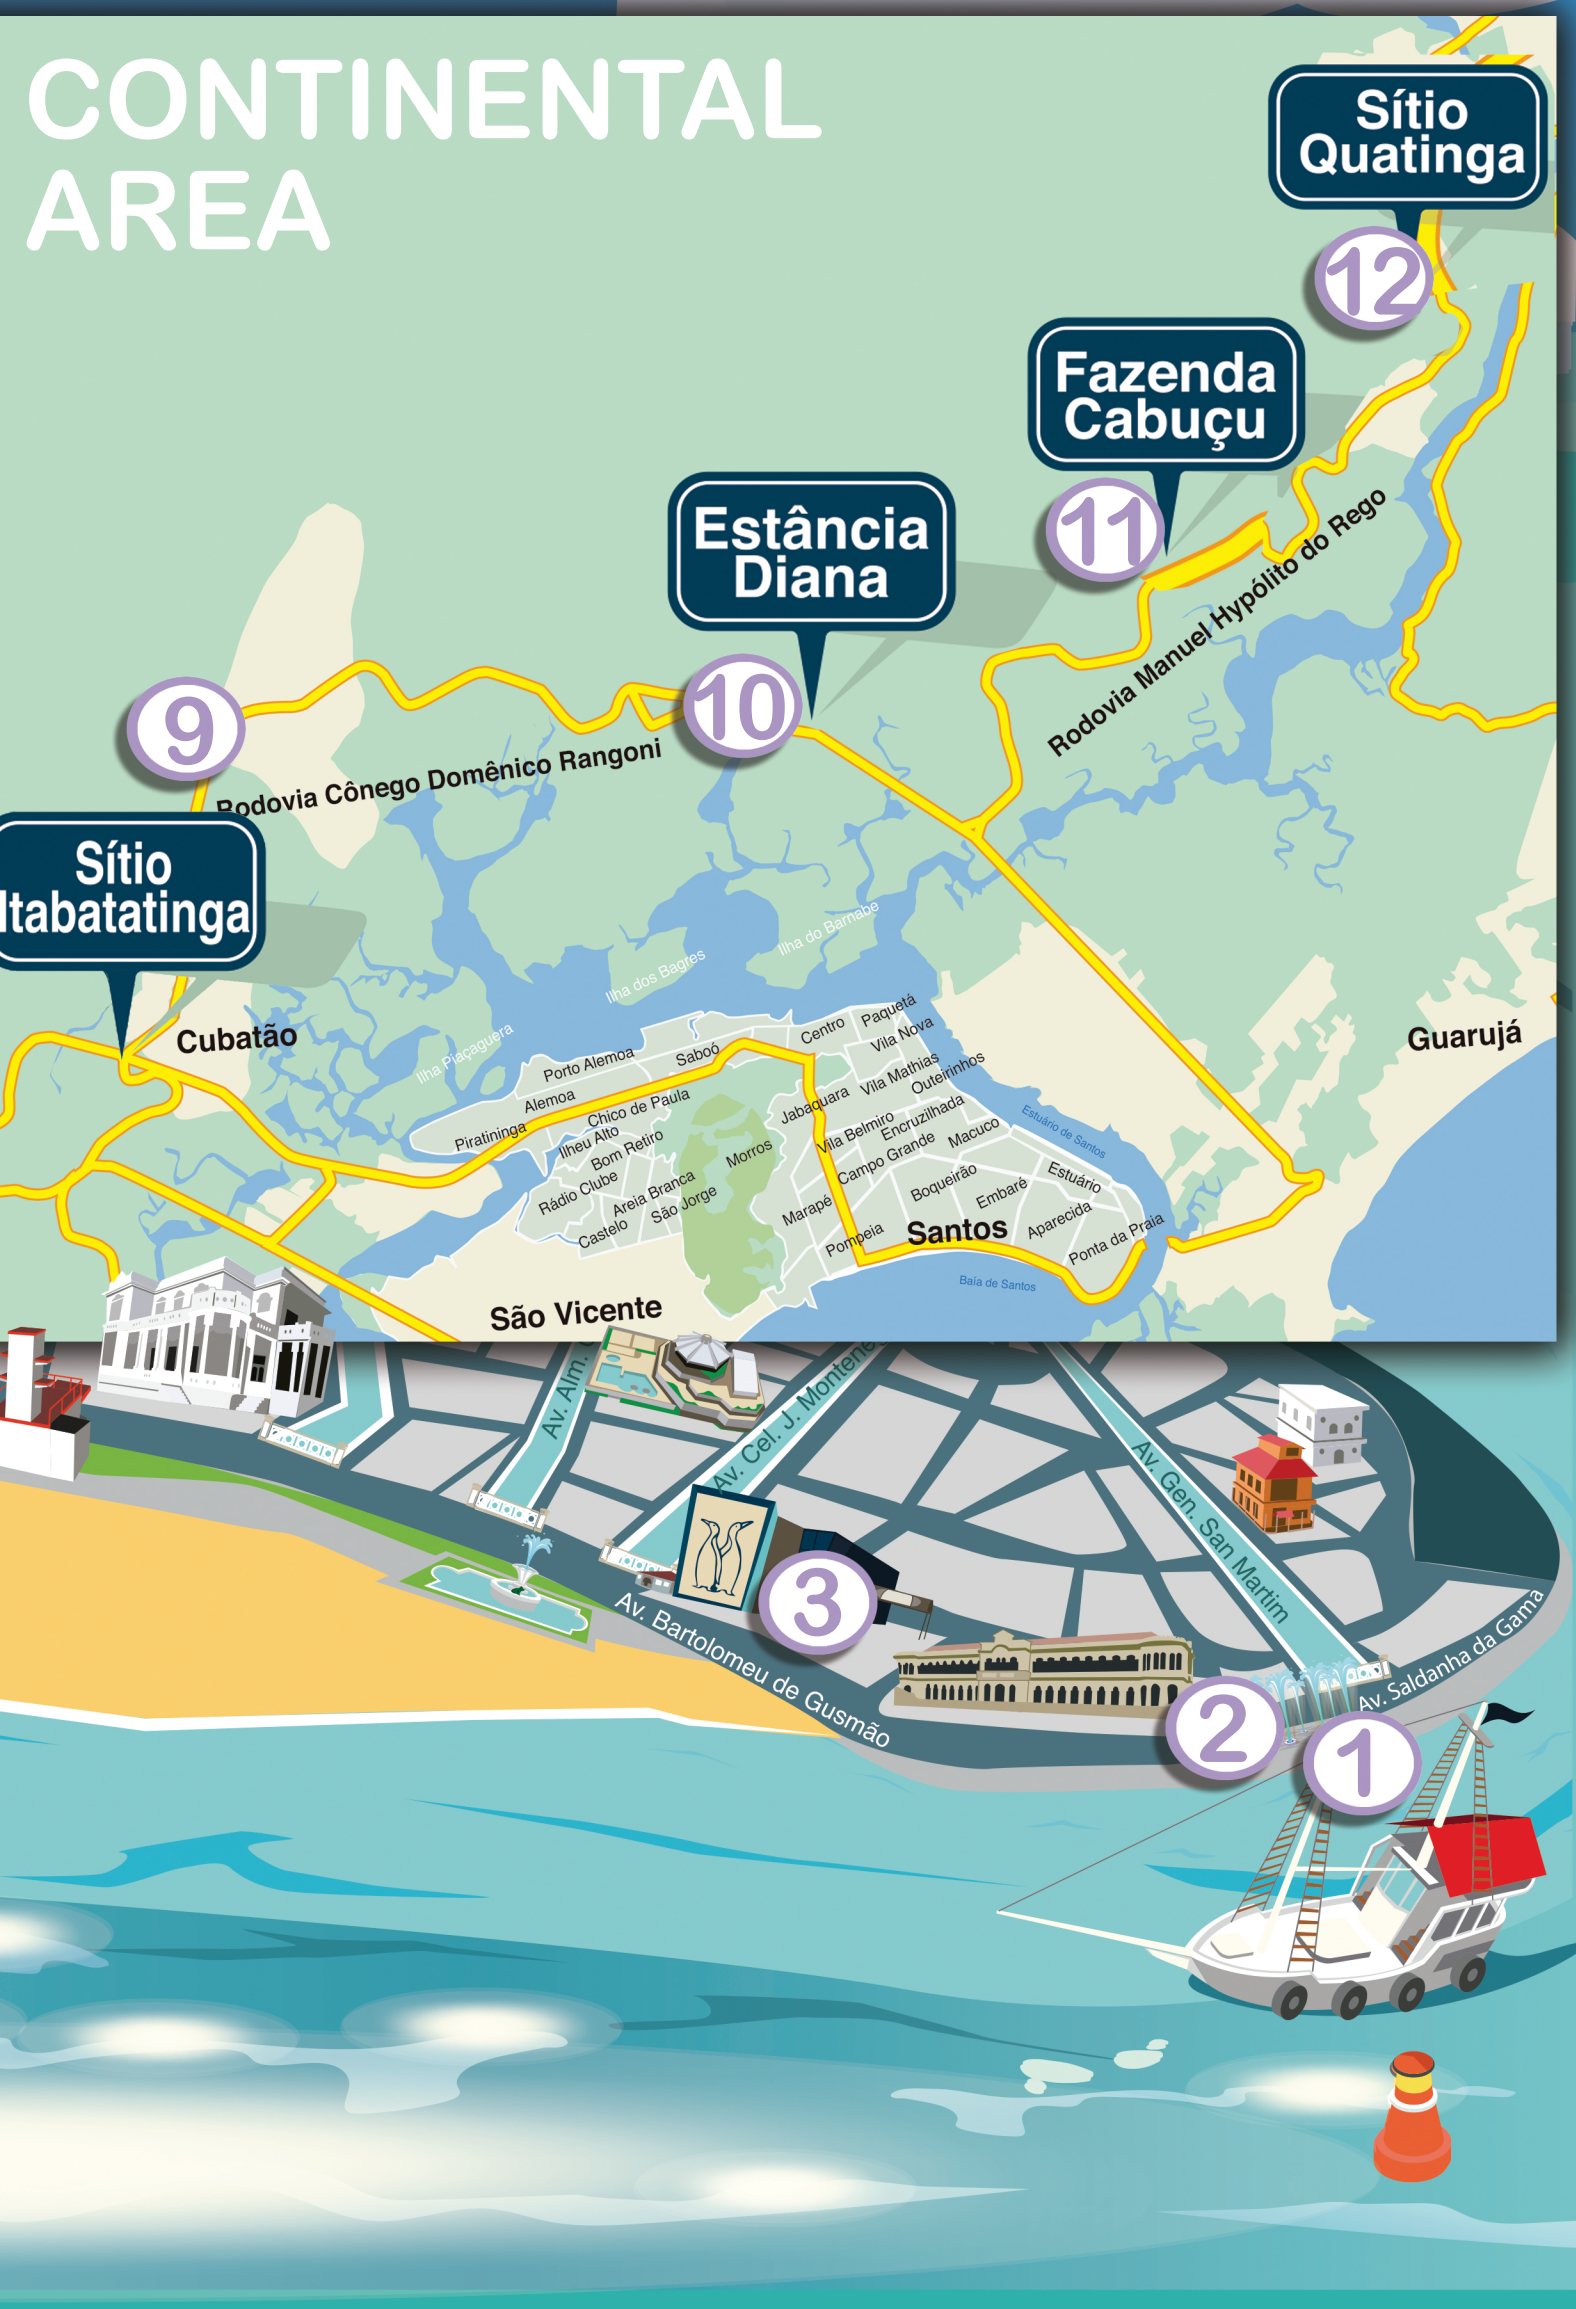 CONTINENTAL
AREA
Sítio
Quatinga
12
Fazenda
Cabuçu
11
Rodovia Manuel Hypólito do Rego
Estância
Diana
10
9
Rodovia Cônego Domênico Rangoni
Sítio
Itabatatinga
Cubatão
Guarujá
Ilha do Barnabe
Ilha dos Bagres
Ilha Piaçaguera
Porto Alemoa
Saboó
Centro
Paquetá
Vila Nova
Alemoa
Chico de Paula
Jabaquara
Vila Mathias
Outeirinhos
Piratininga
Ilheu Alto
Bom Retiro
Morros
Vila Belmiro
Encruzilhada
Macuco
Estuário de Santos
Rádio Clube
Areia Branca
São Jorge
Castelo
Campo Grande
Marapé
Boqueirão
Embaré
Estuário
Pompeia
Santos
Aparecida
Ponta da Praia
Baía de Santos
São Vicente
Av. Alm.
Av. Cel. J. Montene
Av. Gen. San Martim
3
Av. Bartolomeu de Gusmão
Av. Saldanha da Gama
2
1